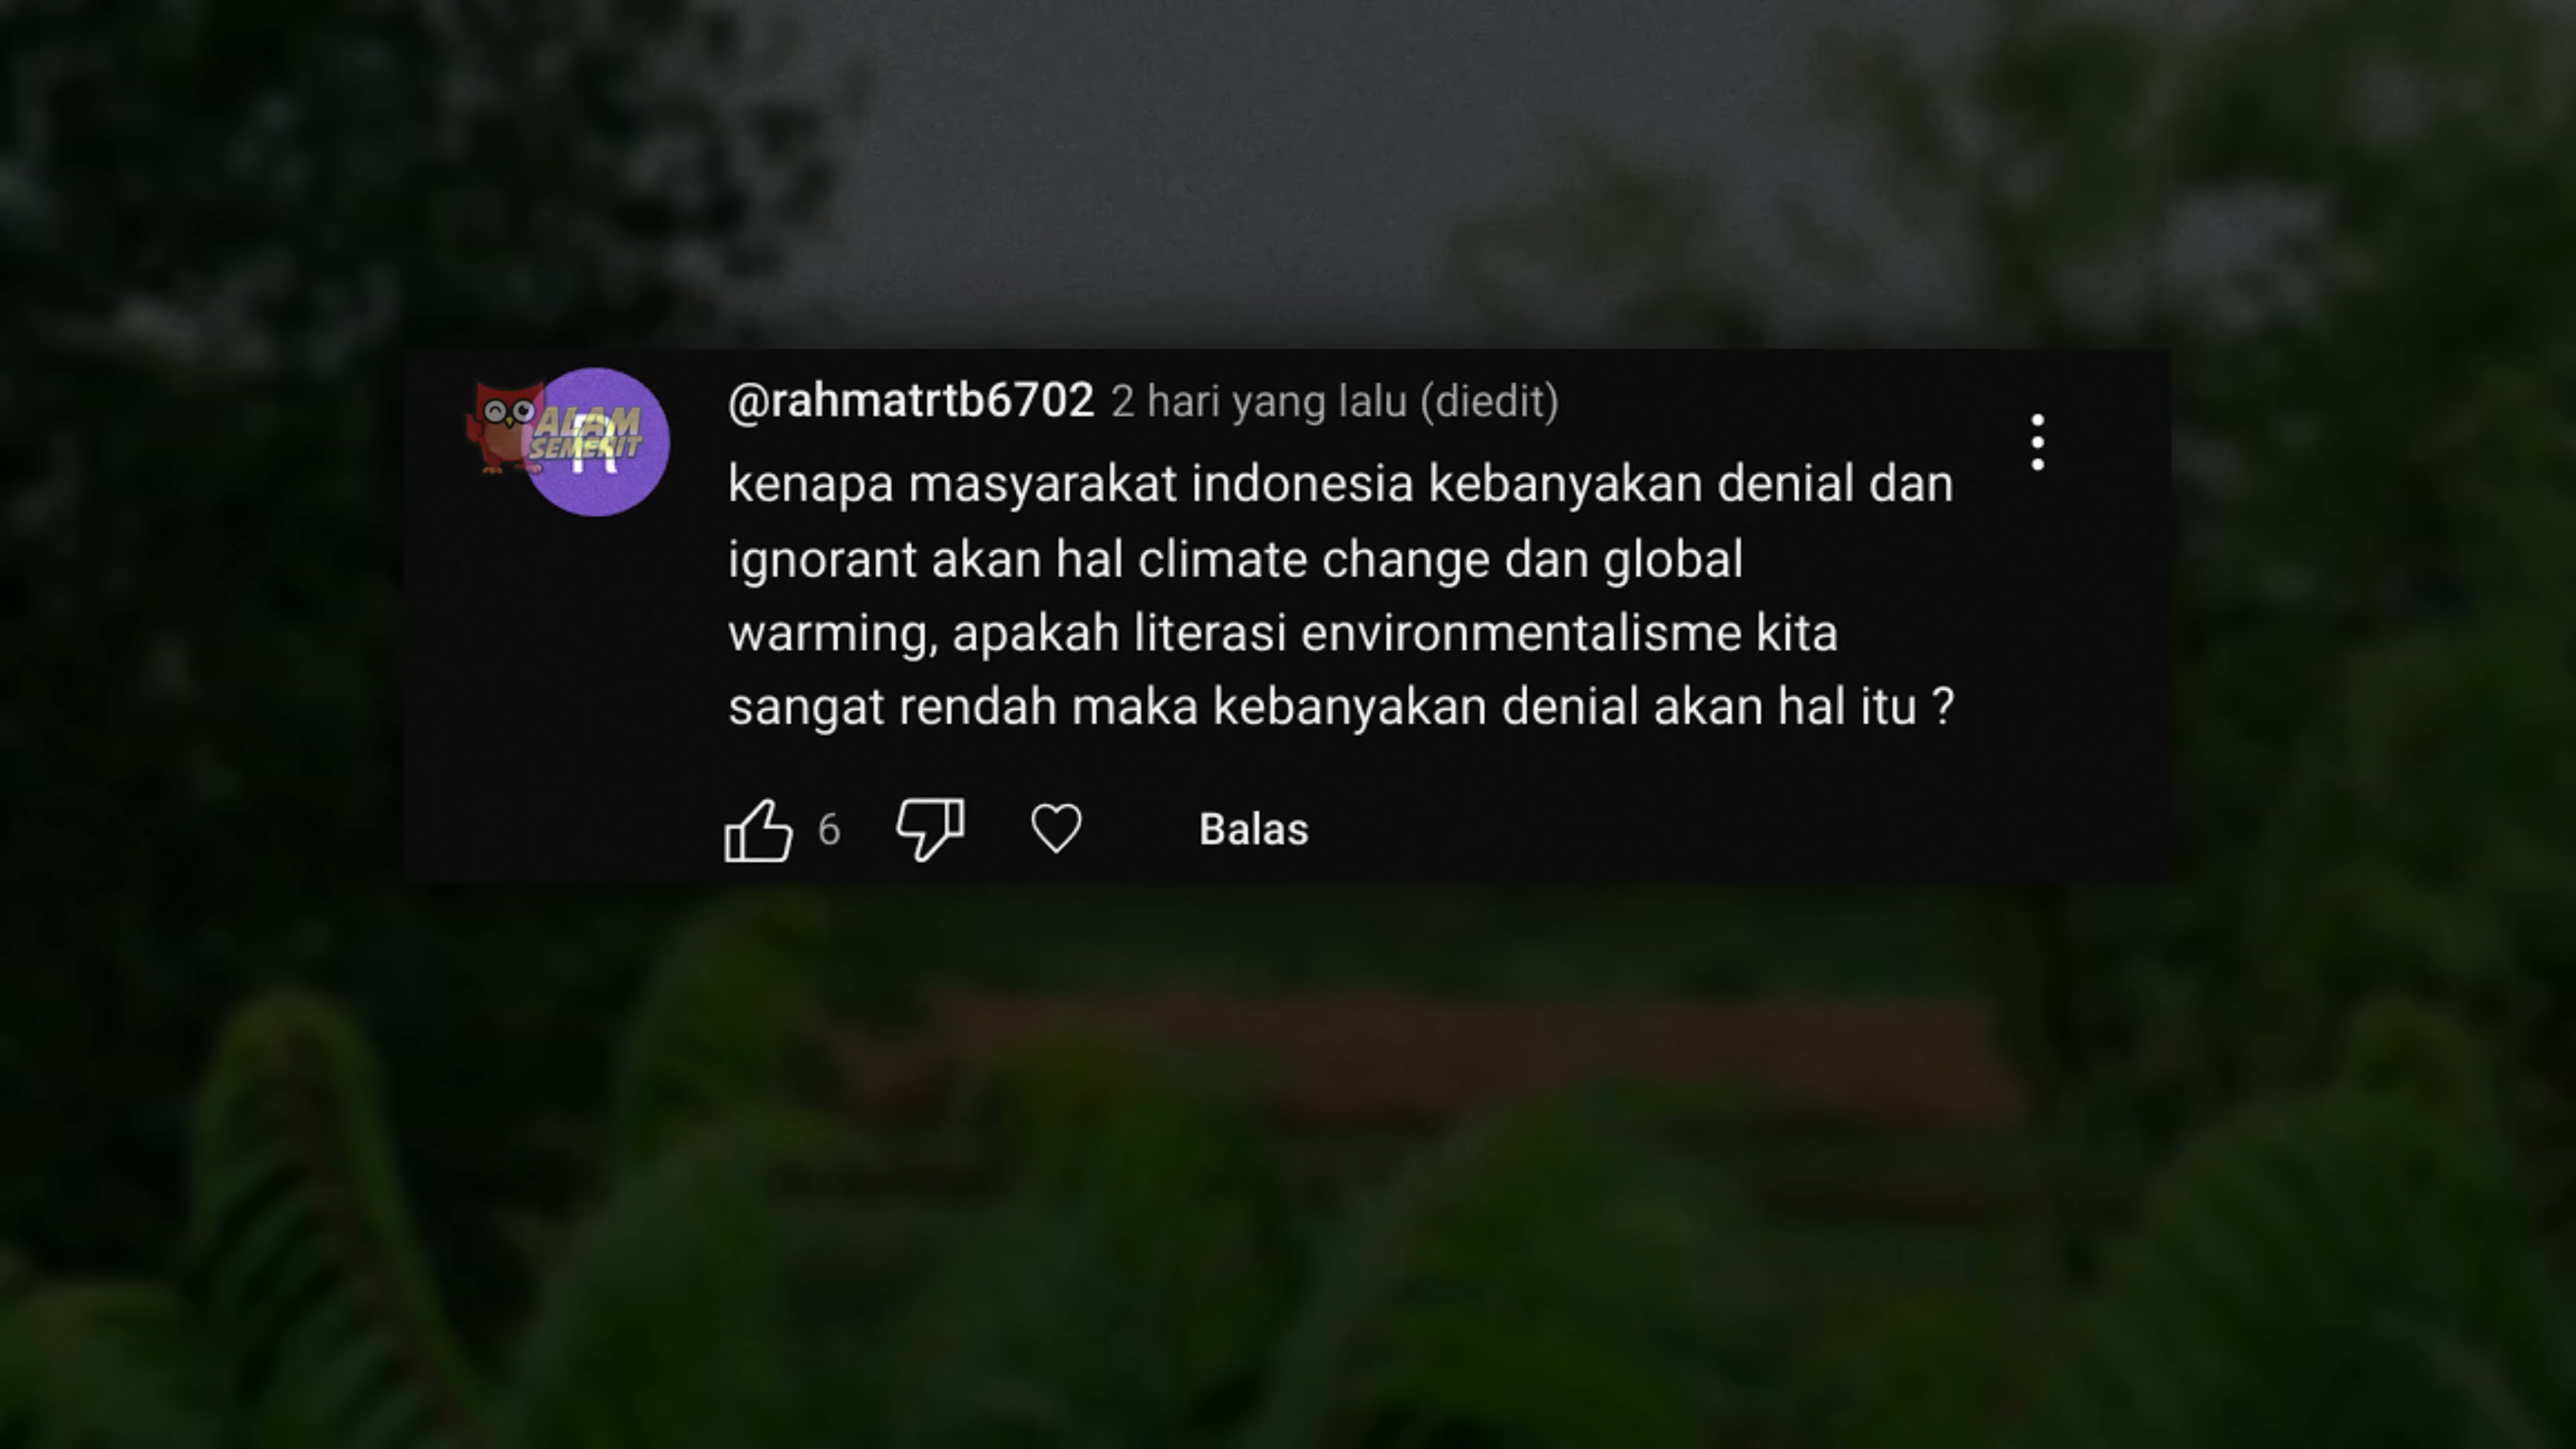 ALAM
SEMENIT
@rahmatrtb6702 2 hari yang lalu (diedit)
kenapa masyarakat indonesia kebanyakan denial dan
ignorant akan hal climate change dan global
warming, apakah literasi environmentalisme kita
sangat rendah maka kebanyakan denial akan hal itu ?
6
Balas